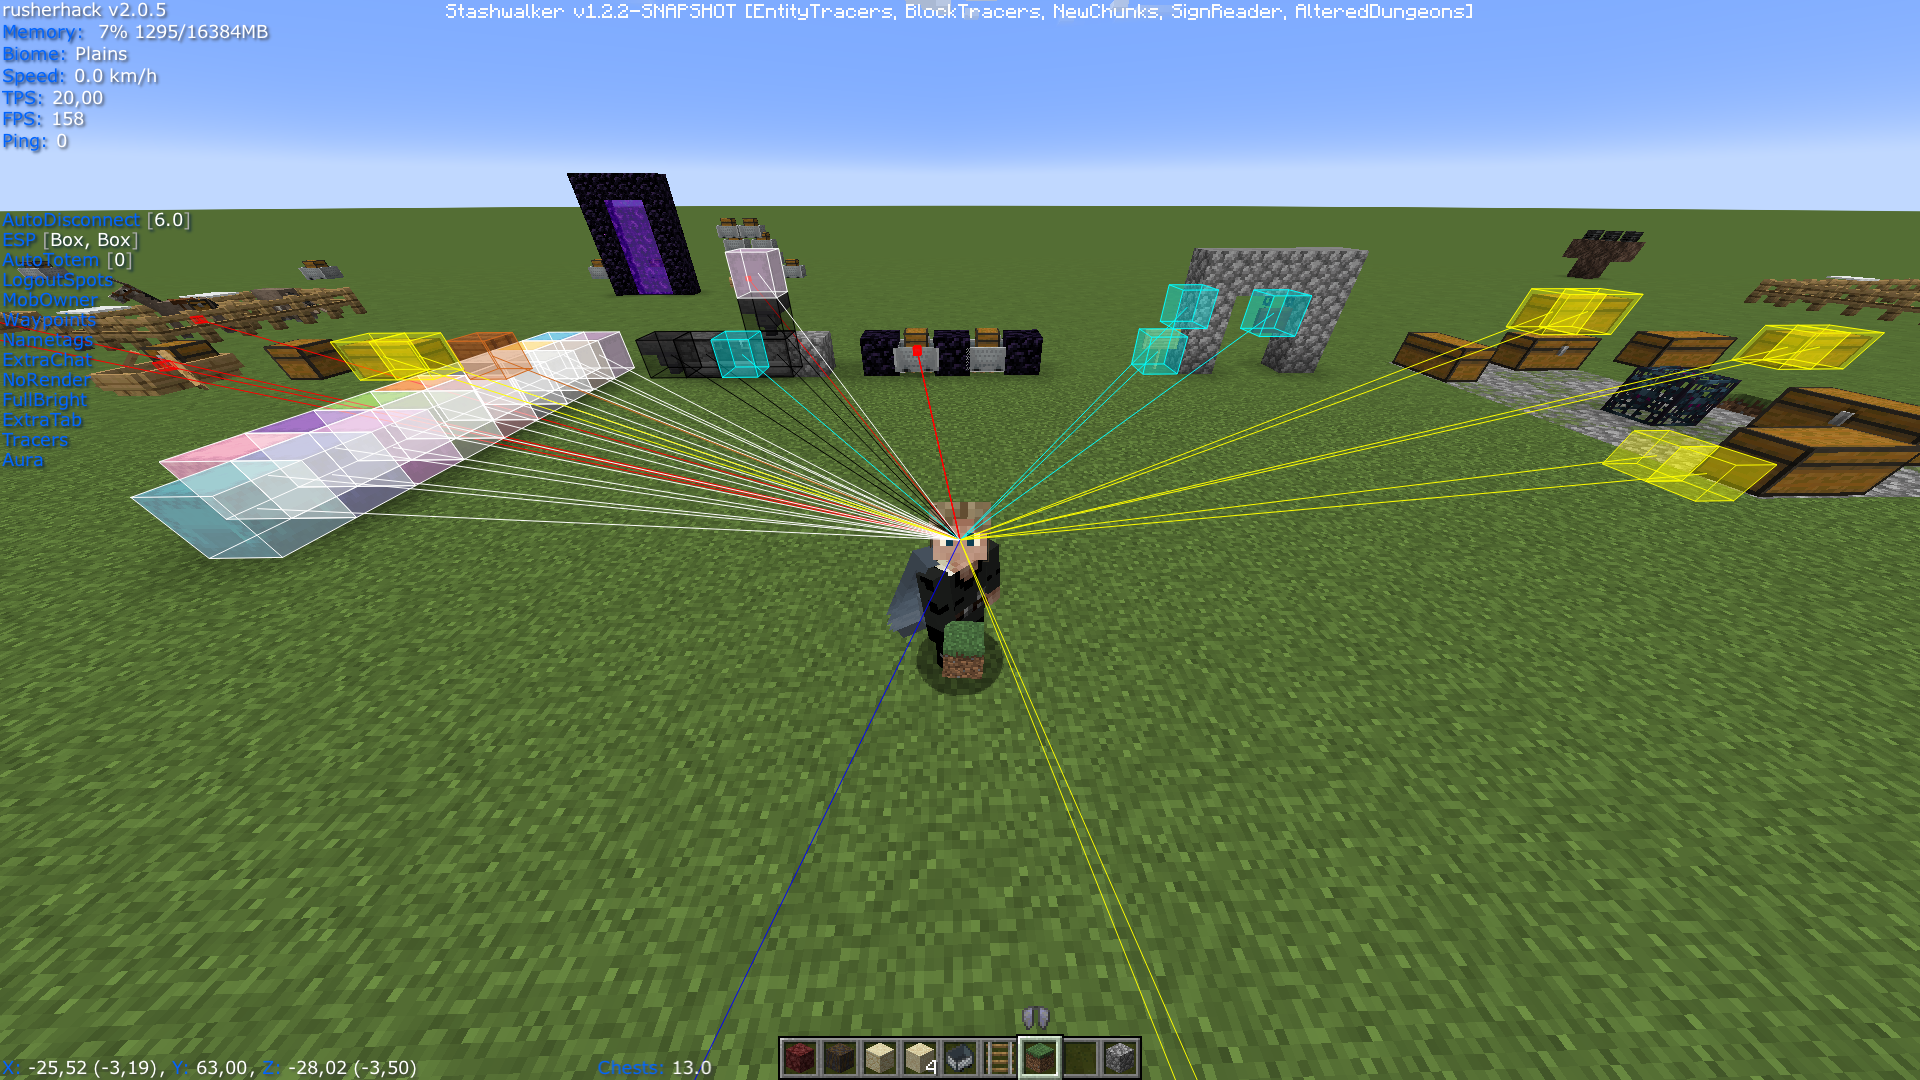 rusherhack v2.0.5
Stashwalker v1.2.2-SNAPSHOT [EntityTracers, BlockTracers, NewChunks, SignReader, AlteredDungeons]
Memory: 7% 1295/16384MB
Biome: Plains
Speed: 0.0 km/h
TPS: 20,00
FPS: 158
Ping: 0
AutoDisconnect [6.0]
ESP [Box, Box]
AutoTotem [0]
LogoutSpots
MobOwner
Waypoints
Nametags
ExtraChat
NoRender
FullBright
ExtraTab
Tracers
Aura
X: -25,52 (-3,19), Y: 63,00, Z: -28,02 (-3,50)
Chests: 13.0
4